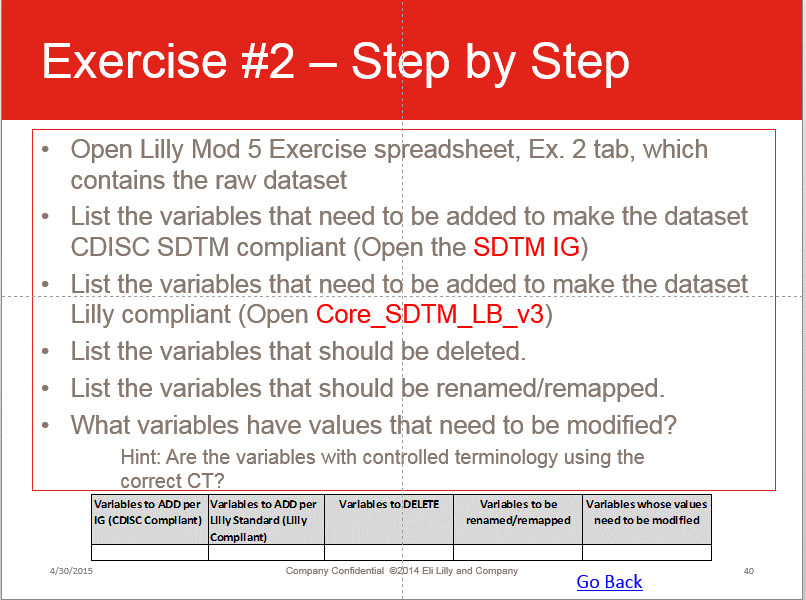 Exercise #2 – Step by Step
• Open Lilly Mod 5 Exercise spreadsheet, Ex. 2 tab, which
contains the raw dataset
• List the variables that need to be added to make the dataset
CDISC SDTM compliant (Open the SDTM IG)
• List the variables that need to be added to make the dataset
Lilly compliant (Open Core_SDTM_LB_v3)
• List the variables that should be deleted.
• List the variables that should be renamed/remapped.
• What variables have values that need to be modified?
Hint: Are the variables with controlled terminology using the
correct CT?
Variables to ADD per
IG (CDISC Compliant)
Variables to ADD per
Lilly Standard (Lilly
Compliant)
Variables to DELETE
Variables to be
renamed/remapped
Variables whose values
need to be modified
4/30/2015
Company Confidential ©2014 Eli Lilly and Company
40
Go Back